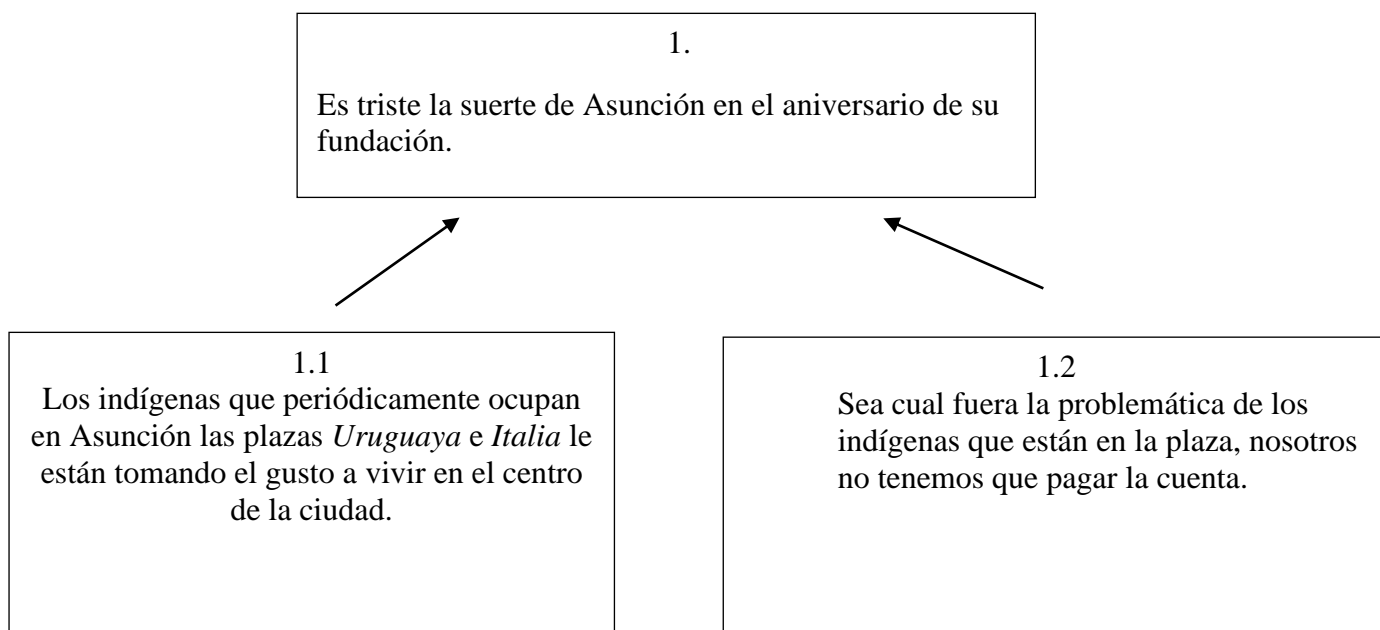 1.
Es triste la suerte de Asunción en el aniversario de su
fundación.
1.1
Los indígenas que periódicamente ocupan
en Asunción las plazas Uruguaya e Italia le
están tomando el gusto a vivir en el centro
de la ciudad.
1.2
Sea cual fuera la problemática de los
indígenas que están en la plaza, nosotros
no tenemos que pagar la cuenta.